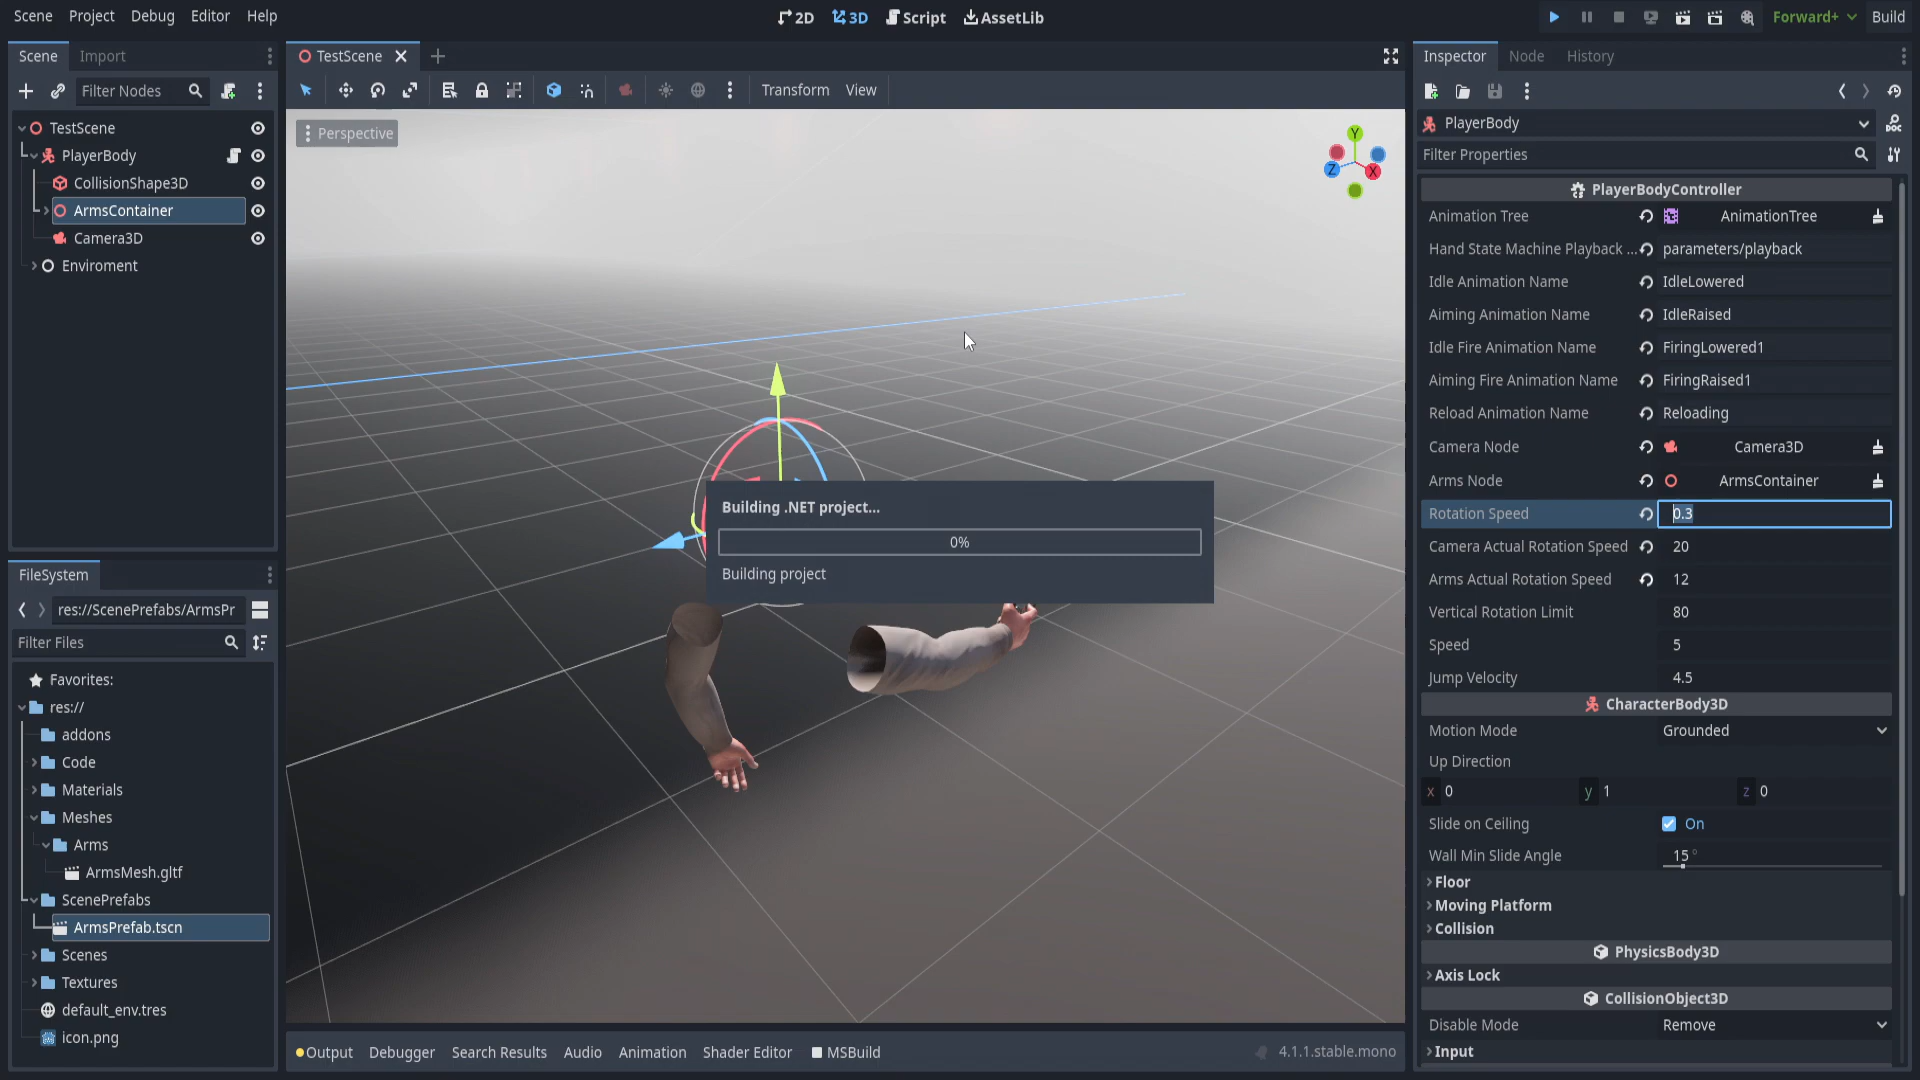 Scene Project Debug Editor Help
2D 3D Script AssetLib
Forward+ Build
Scene Import
Filter Nodes
TestScene
PlayerBody
CollisionShape3D
ArmsContainer
Camera3D
Enviroment
FileSystem
res://ScenePrefabs/ArmsPr
Filter Files
Favorites:
res://
addons
Code
Materials
Meshes
Arms
ArmsMesh.gltf
ScenePrefabs
ArmsPrefab.tscn
Scenes
Textures
default_env.tres
icon.png
TestScene
Transform View
Perspective
Y
Z X
Building .NET project...
0%
Building project
Output Debugger Search Results Audio Animation Shader Editor MSBuild 4.1.1.stable.mono
Inspector Node History
PlayerBody
Filter Properties
PlayerBodyController
Animation Tree AnimationTree
Hand State Machine Playback ... parameters/playback
Idle Animation Name IdleLowered
Aiming Animation Name IdleRaised
Idle Fire Animation Name FiringLowered1
Aiming Fire Animation Name FiringRaised1
Reload Animation Name Reloading
Camera Node Camera3D
Arms Node ArmsContainer
Rotation Speed 0.3
Camera Actual Rotation Speed 20
Arms Actual Rotation Speed 12
Vertical Rotation Limit 80
Speed 5
Jump Velocity 4.5
CharacterBody3D
Motion Mode Grounded
Up Direction
x 0 y 1 z 0
Slide on Ceiling On
Wall Min Slide Angle 15 °
Floor
Moving Platform
Collision
PhysicsBody3D
Axis Lock
CollisionObject3D
Disable Mode Remove
Input